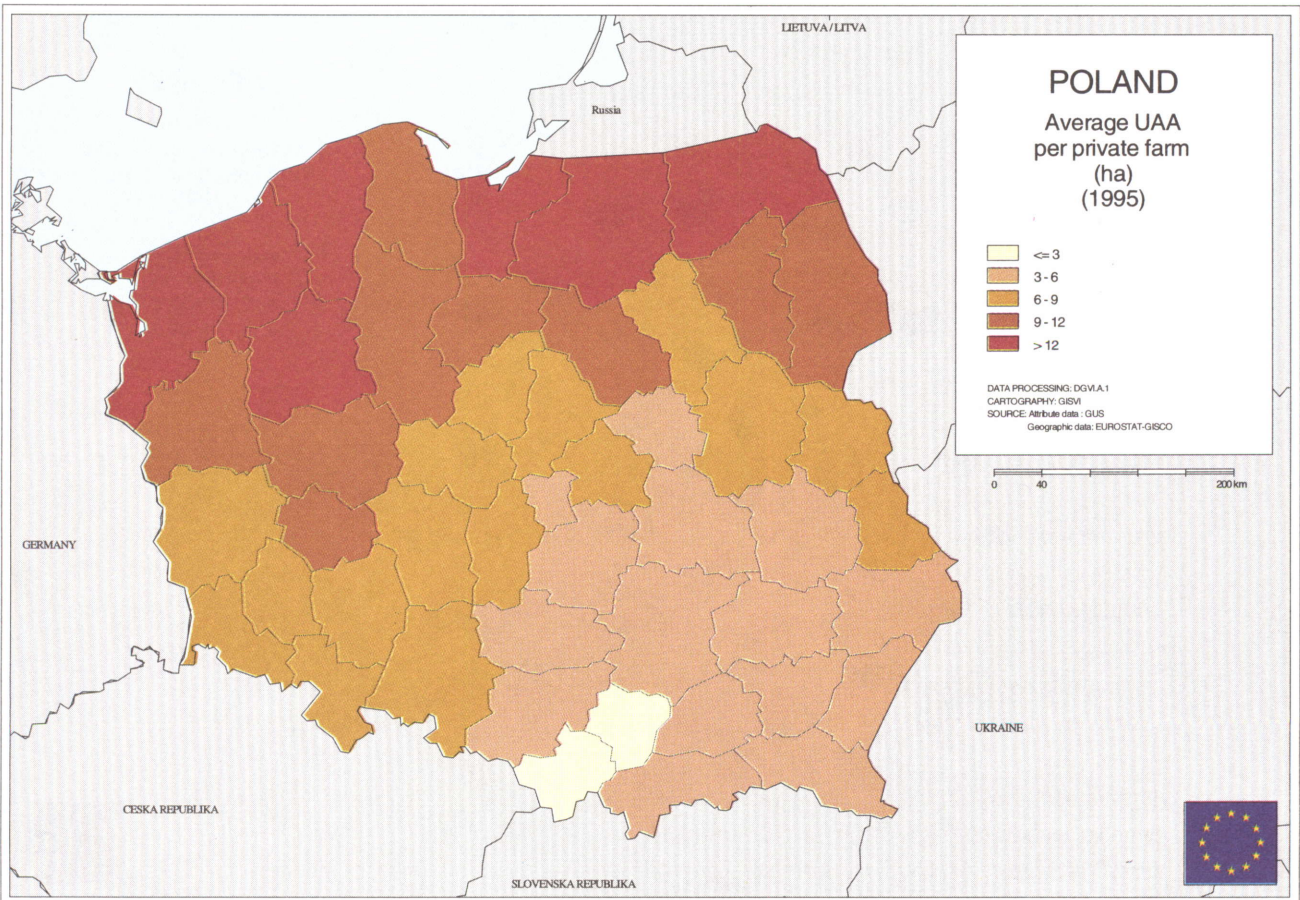 LIETUVA / LITVA
Russia
POLAND
Average UAA
per private farm
(ha)
(1995)
<= 3
3 - 6
6 - 9
9 - 12
> 12
DATA PROCESSING: DGVI.A.1
CARTOGRAPHY: GISVI
SOURCE: Attribute data : GUS
Geographic data: EUROSTAT-GISCO
0 40 200 km
GERMANY
UKRAINE
CESKA REPUBLIKA
SLOVENSKA REPUBLIKA